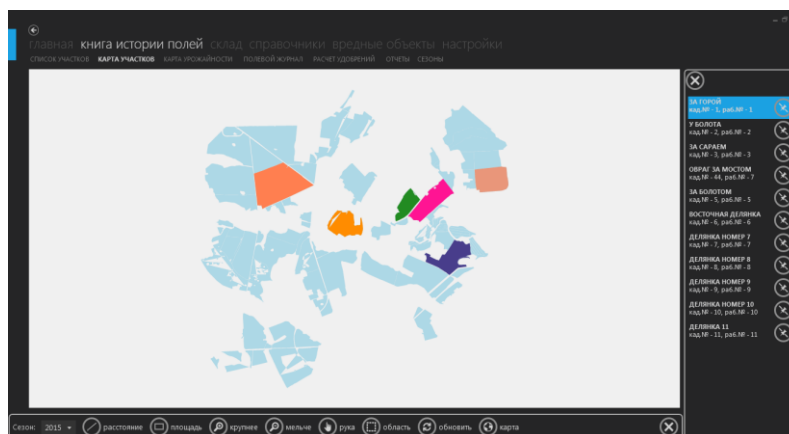 главная книга истории полей склад справочники вредные объекты настройки
СПИСОК УЧАСТКОВ КАРТА УЧАСТКОВ КАРТА УРОЖАЙНОСТИ ПОЛЕВОЙ ЖУРНАЛ РАСЧЕТ УДОБРЕНИЙ ОТЧЕТЫ СЕЗОНЫ
ЗА ГОРОЙ
кад.№ - 1, раб.№ - 1
У БОЛОТА
кад.№ - 2, раб.№ - 2
ЗА САРАЕМ
кад.№ - 3, раб.№ - 3
ОВРАГ ЗА МОСТОМ
кад.№ - 44, раб.№ - 7
ЗА БОЛОТОМ
кад.№ - 5, раб.№ - 5
ВОСТОЧНАЯ ДЕЛЯНКА
кад.№ - 6, раб.№ - 6
ДЕЛЯНКА НОМЕР 7
кад.№ - 7, раб.№ - 7
ДЕЛЯНКА НОМЕР 8
кад.№ - 8, раб.№ - 8
ДЕЛЯНКА НОМЕР 9
кад.№ - 9, раб.№ - 9
ДЕЛЯНКА НОМЕР 10
кад.№ - 10, раб.№ - 10
ДЕЛЯНКА 11
кад.№ - 11, раб.№ - 11
Сезон: 2015 расстояние площадь крупнее мельче рука область обновить карта